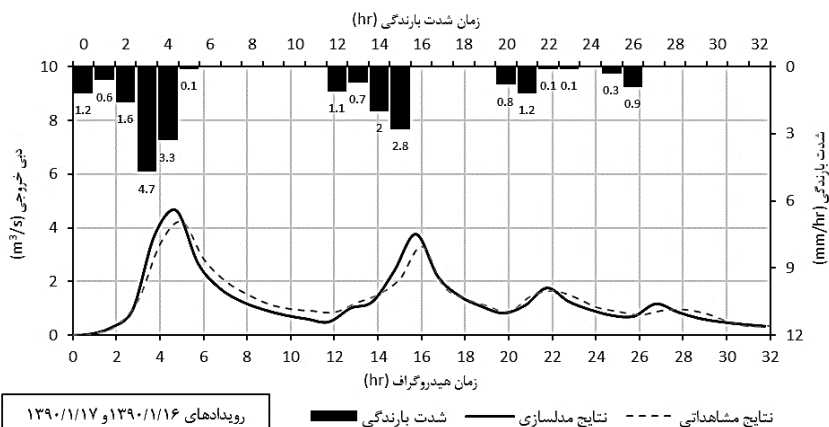 زمان شدت بارندگی (hr)
0 2 4 6 8 10 12 14 16 18 20 22 24 26 28 30 32
10 8 6 4 2 0
دبی خروجی (m³/s)
1.2 0.6 1.6 4.7 3.3 0.1 1.1 0.7 2 2.8 0.8 1.2 0.1 0.1 0.3 0.9
0 3 6 9 12
شدت بارندگی (mm/hr)
0 2 4 6 8 10 12 14 16 18 20 22 24 26 28 30 32
زمان هیدروگراف (hr)
نتایج مشاهداتی نتایج مدلسازی شدت بارندگی
رویدادهای ۱۳۹۰/۱/۱۶و ۱۳۹۰/۱/۱۷